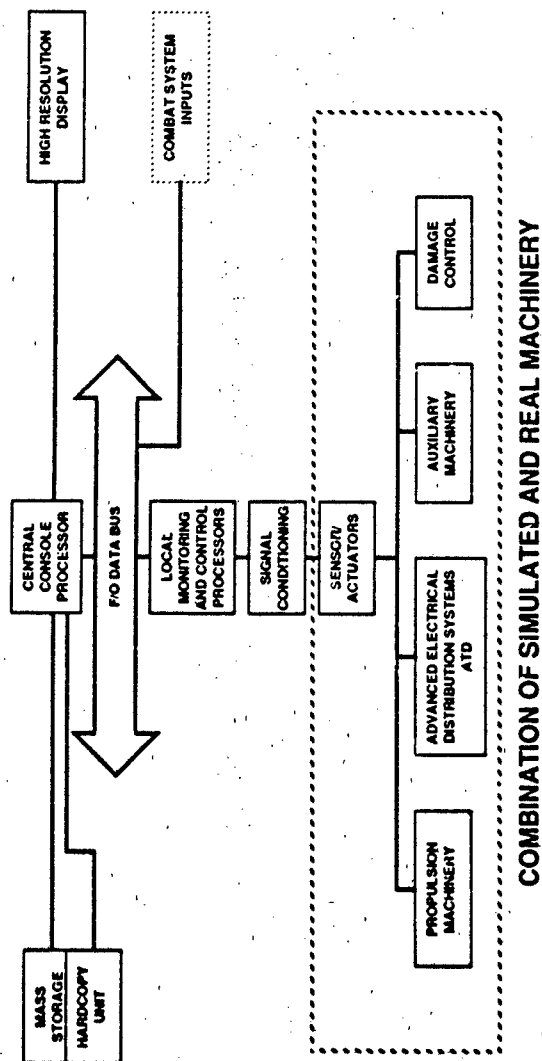 MASS
STORAGE
HARDCOPY
UNIT
CENTRAL
CONSOLE
PROCESSOR
HIGH RESOLUTION
DISPLAY
F/O DATA BUS
COMBAT SYSTEM
INPUTS
LOCAL
MONITORING
AND CONTROL
PROCESSORS
SIGNAL
CONDITIONING
SENSOR/
ACTUATORS
PROPULSION
MACHINERY
ADVANCED ELECTRICAL
DISTRIBUTION SYSTEMS
ATD
AUXILIARY
MACHINERY
DAMAGE
CONTROL
COMBINATION OF SIMULATED AND REAL MACHINERY